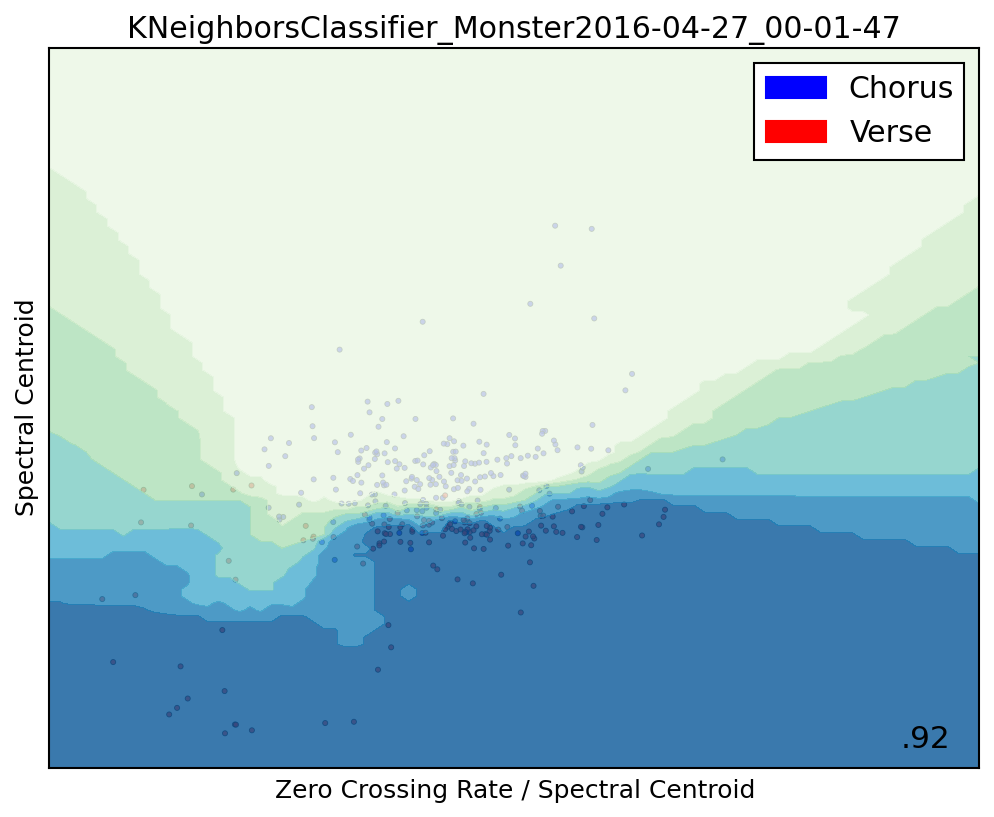 KNeighborsClassifier_Monster2016-04-27_00-01-47
Chorus
Verse
Spectral Centroid
.92
Zero Crossing Rate / Spectral Centroid